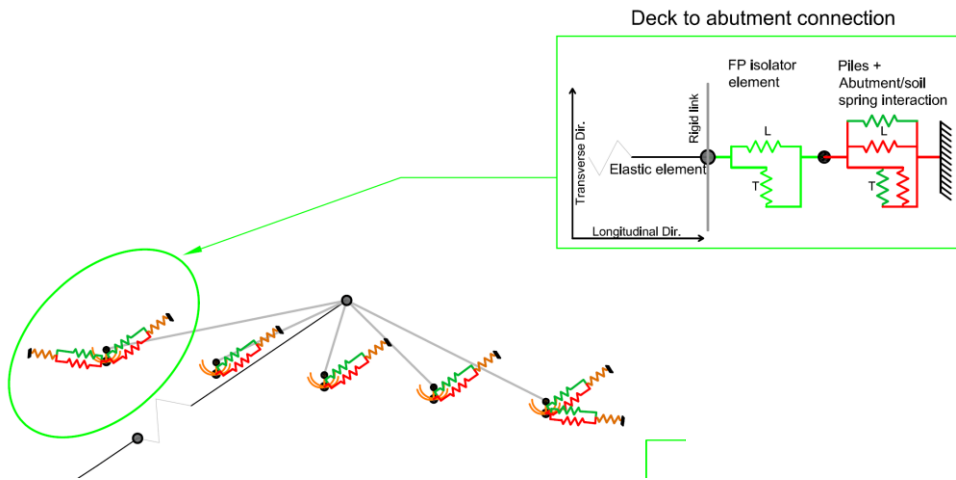 Deck to abutment connection
FP isolator
element
Piles +
Abutment/soil
spring interaction
Transverse Dir.
Rigid link
L
L
Elastic element
T
T
Longitudinal Dir.